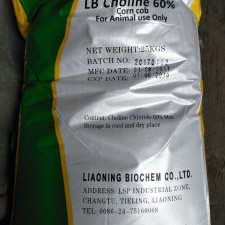 LB Choline 60%
Corn cob
For Animal use Only
NET WEIGHT:25KGS
BATCH NO.
MFG DATE:
EXP DATE:
Content: Choline Chloride 60% Min.
Storage in cool and dry place
LIAONING BIOCHEM CO.,LTD.
ADDRESS: LSP INDUSTRIAL ZONE,
CHANGTU, TIELING, LIAONING
TEL: 0086-24-75160068